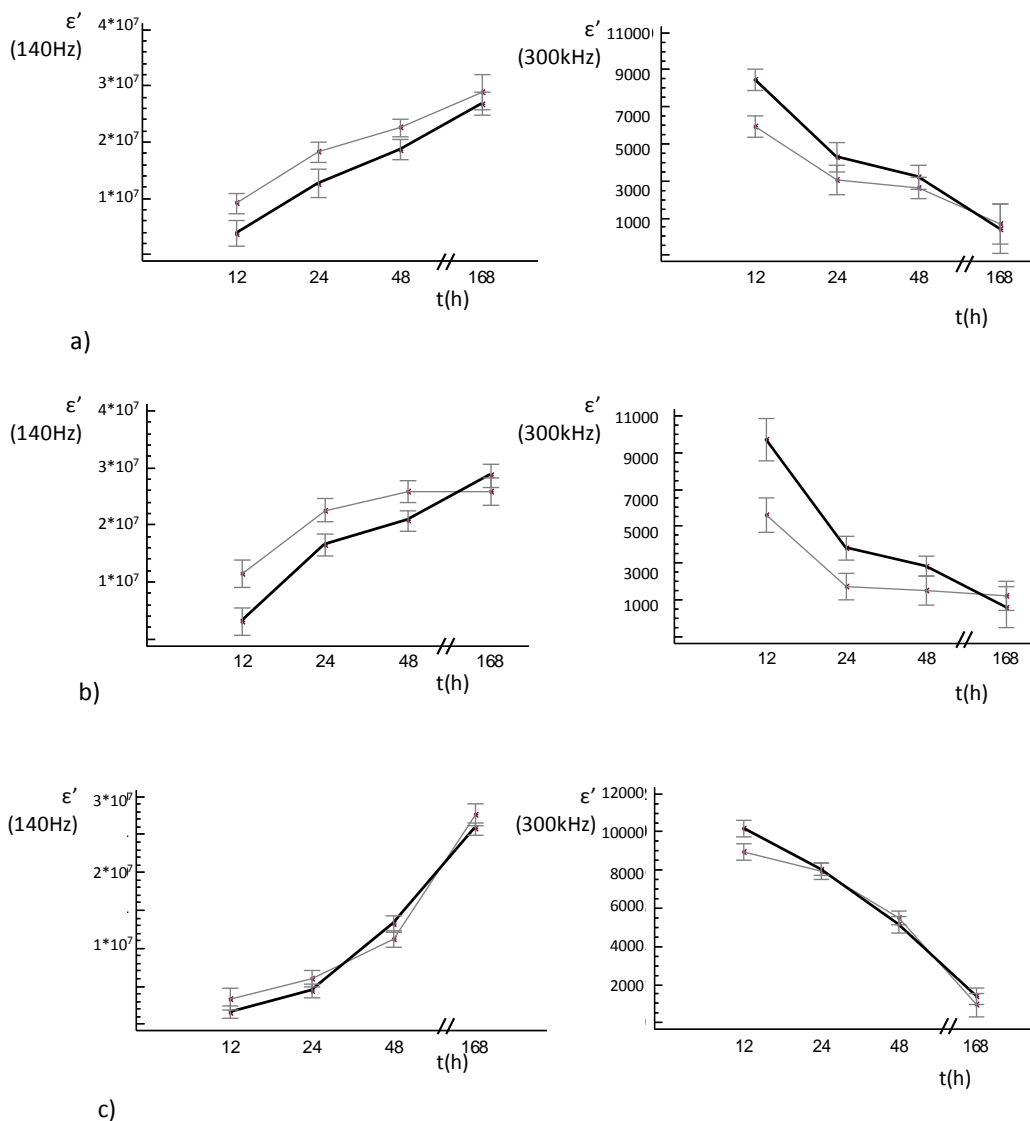 ε’
(140Hz)
4*10⁷
3*10⁷
2*10⁷
1*10⁷
12 24 48 168
t(h)
ε’
(300kHz)
11000
9000
7000
5000
3000
1000
12 24 48 168
t(h)
a)
ε’
(140Hz)
4*10⁷
3*10⁷
2*10⁷
1*10⁷
12 24 48 168
t(h)
ε’
(300kHz)
11000
9000
7000
5000
3000
1000
12 24 48 168
t(h)
b)
ε’
(140Hz)
3*10⁷
2*10⁷
1*10⁷
12 24 48 168
t(h)
ε’
(300kHz)
12000
10000
8000
6000
4000
2000
0
12 24 48 168
t(h)
c)